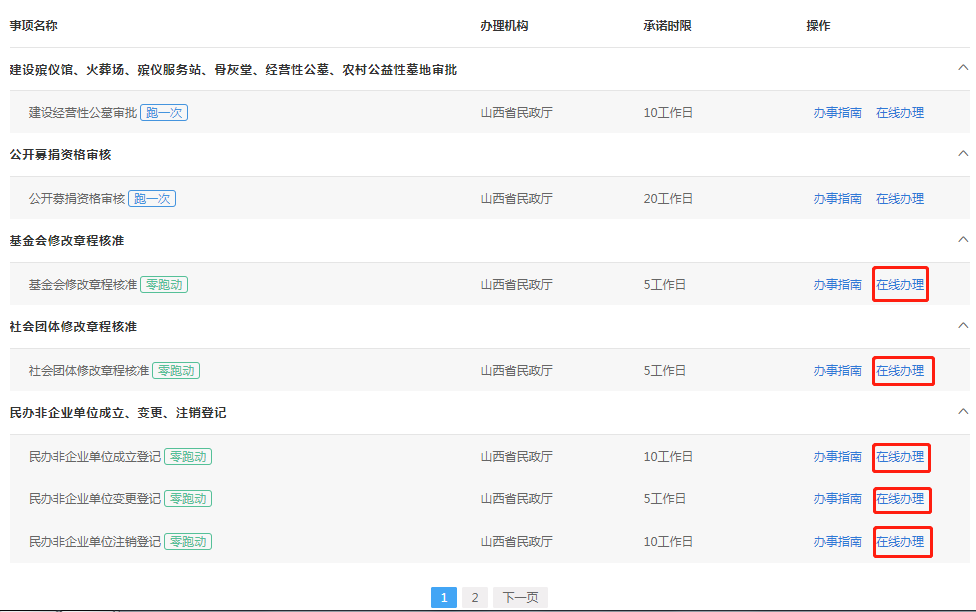 事项名称 办理机构 承诺时限 操作
建设殡仪馆、火葬场、殡仪服务站、骨灰堂、经营性公墓、农村公益性墓地审批
建设经营性公墓审批 跑一次 山西省民政厅 10工作日 办事指南 在线办理
公开募捐资格审核
公开募捐资格审核 跑一次 山西省民政厅 20工作日 办事指南 在线办理
基金会修改章程核准
基金会修改章程核准 零跑动 山西省民政厅 5工作日 办事指南 在线办理
社会团体修改章程核准
社会团体修改章程核准 零跑动 山西省民政厅 5工作日 办事指南 在线办理
民办非企业单位成立、变更、注销登记
民办非企业单位成立登记 零跑动 山西省民政厅 10工作日 办事指南 在线办理
民办非企业单位变更登记 零跑动 山西省民政厅 5工作日 办事指南 在线办理
民办非企业单位注销登记 零跑动 山西省民政厅 10工作日 办事指南 在线办理
1 2 下一页